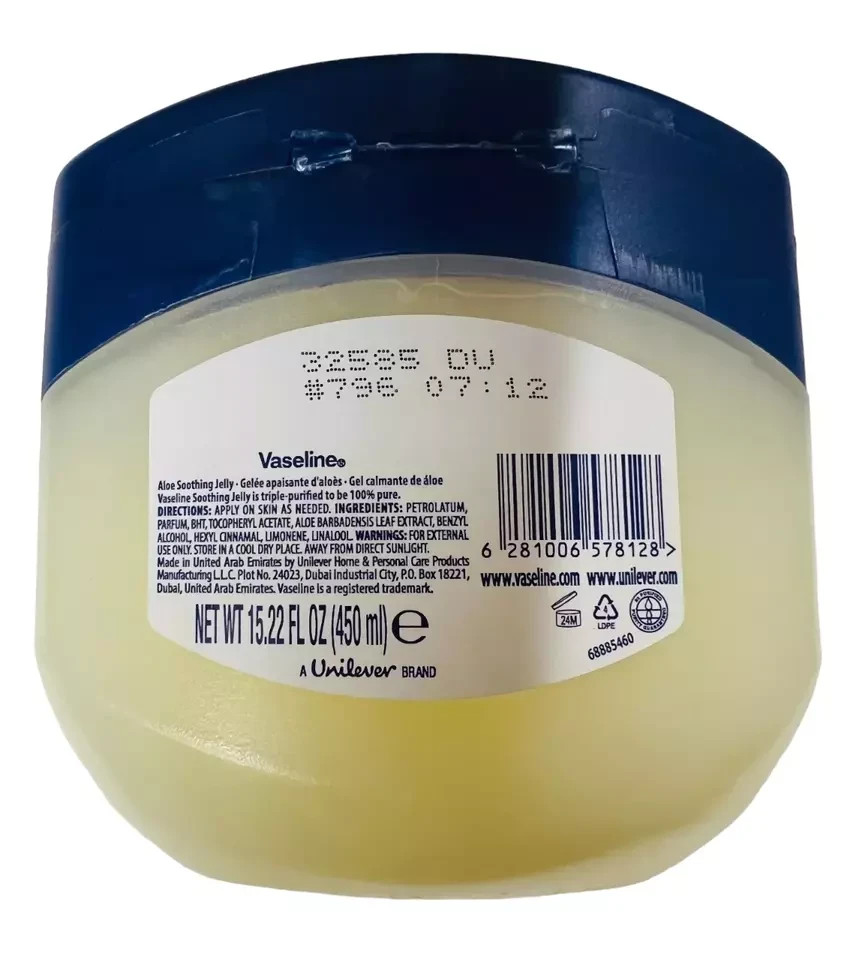 32585 DU
#796 07:12
Vaseline®
Aloe Soothing Jelly · Gelée apaisante d'aloès · Gel calmante de áloe
Vaseline Soothing Jelly is triple-purified to be 100% pure.
DIRECTIONS: APPLY ON SKIN AS NEEDED. INGREDIENTS: PETROLATUM,
PARFUM, BHT, TOCOPHERYL ACETATE, ALOE BARBADENSIS LEAF EXTRACT, BENZYL
ALCOHOL, HEXYL CINNAMAL, LIMONENE, LINALOOL. WARNINGS: FOR EXTERNAL
USE ONLY. STORE IN A COOL DRY PLACE. AWAY FROM DIRECT SUNLIGHT.
Made in United Arab Emirates by Unilever Home & Personal Care Products
Manufacturing L.L.C. Plot No. 24023, Dubai Industrial City, P.O. Box 18221,
Dubai, United Arab Emirates. Vaseline is a registered trademark.
NET WT 15.22 FL OZ (450 ml) ℮
A Unilever BRAND
6 281006 578128 >
www.vaseline.com www.unilever.com
24M
4
LDPE
68885460